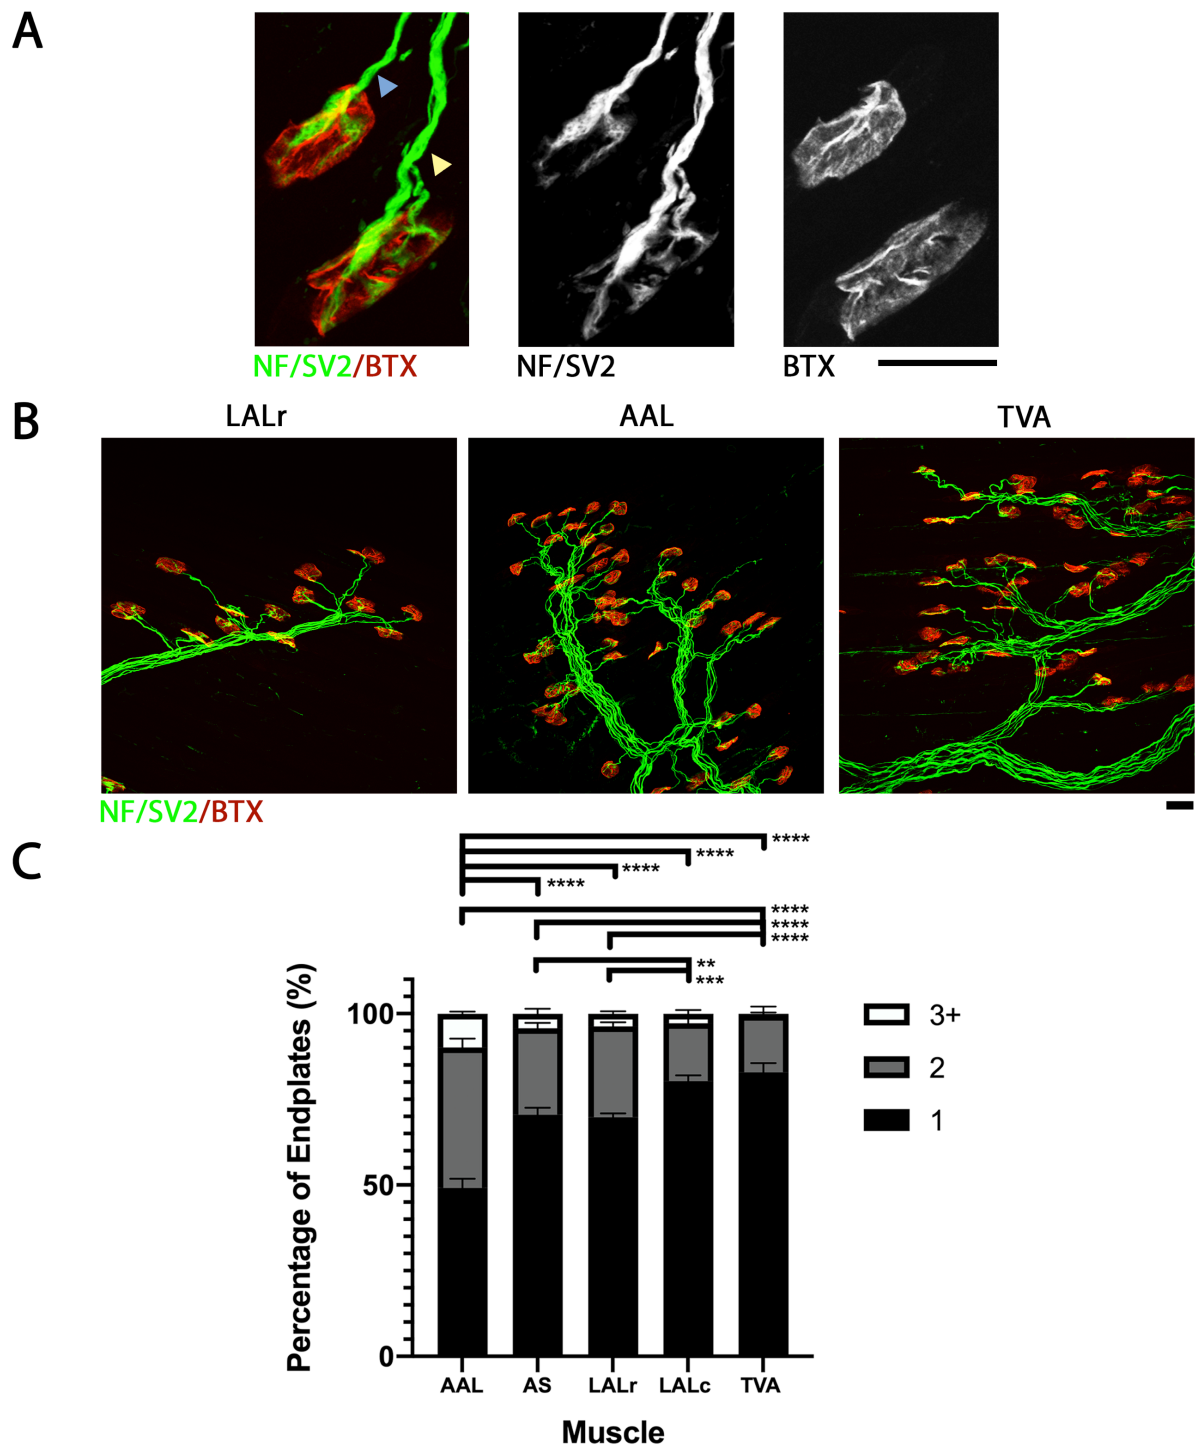 A
NF/SV2/BTX
NF/SV2
BTX
B
LALr
AAL
TVA
NF/SV2/BTX
C
****
****
****
****
****
****
****
**
***
Percentage of Endplates (%)
100
50
0
3+
2
1
AAL
AS
LALr
LALc
TVA
Muscle